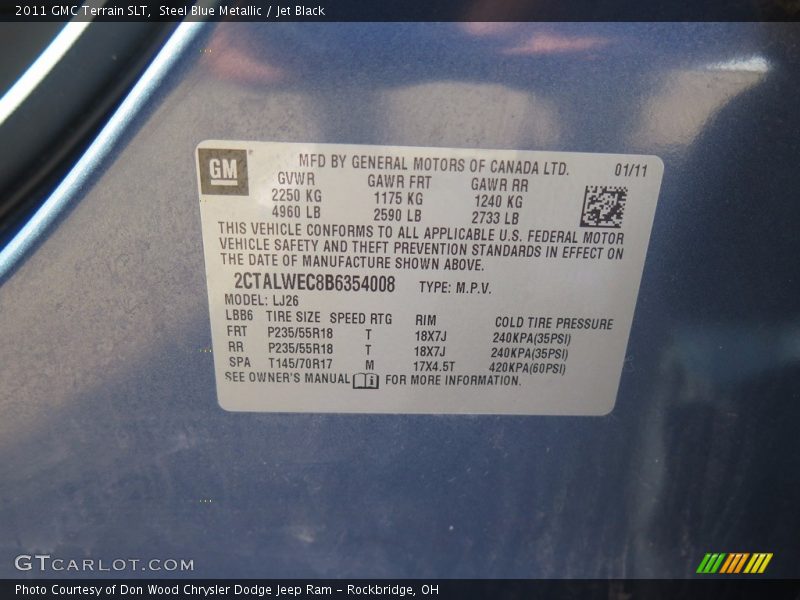 2011 GMC Terrain SLT, Steel Blue Metallic / Jet Black
GM MFD BY GENERAL MOTORS OF CANADA LTD. 01/11
GVWR GAWR FRT GAWR RR
2250 KG 1175 KG 1240 KG
4960 LB 2590 LB 2733 LB
THIS VEHICLE CONFORMS TO ALL APPLICABLE U.S. FEDERAL MOTOR
VEHICLE SAFETY AND THEFT PREVENTION STANDARDS IN EFFECT ON
THE DATE OF MANUFACTURE SHOWN ABOVE.
2CTALWEC8B6354008 TYPE: M.P.V.
MODEL: LJ26
LBB6 TIRE SIZE SPEED RTG RIM COLD TIRE PRESSURE
FRT P235/55R18 T 18X7J 240KPA(35PSI)
RR P235/55R18 T 18X7J 240KPA(35PSI)
SPA T145/70R17 M 17X4.5T 420KPA(60PSI)
SEE OWNER'S MANUAL i FOR MORE INFORMATION.
GTCARLOT.COM
Photo Courtesy of Don Wood Chrysler Dodge Jeep Ram - Rockbridge, OH